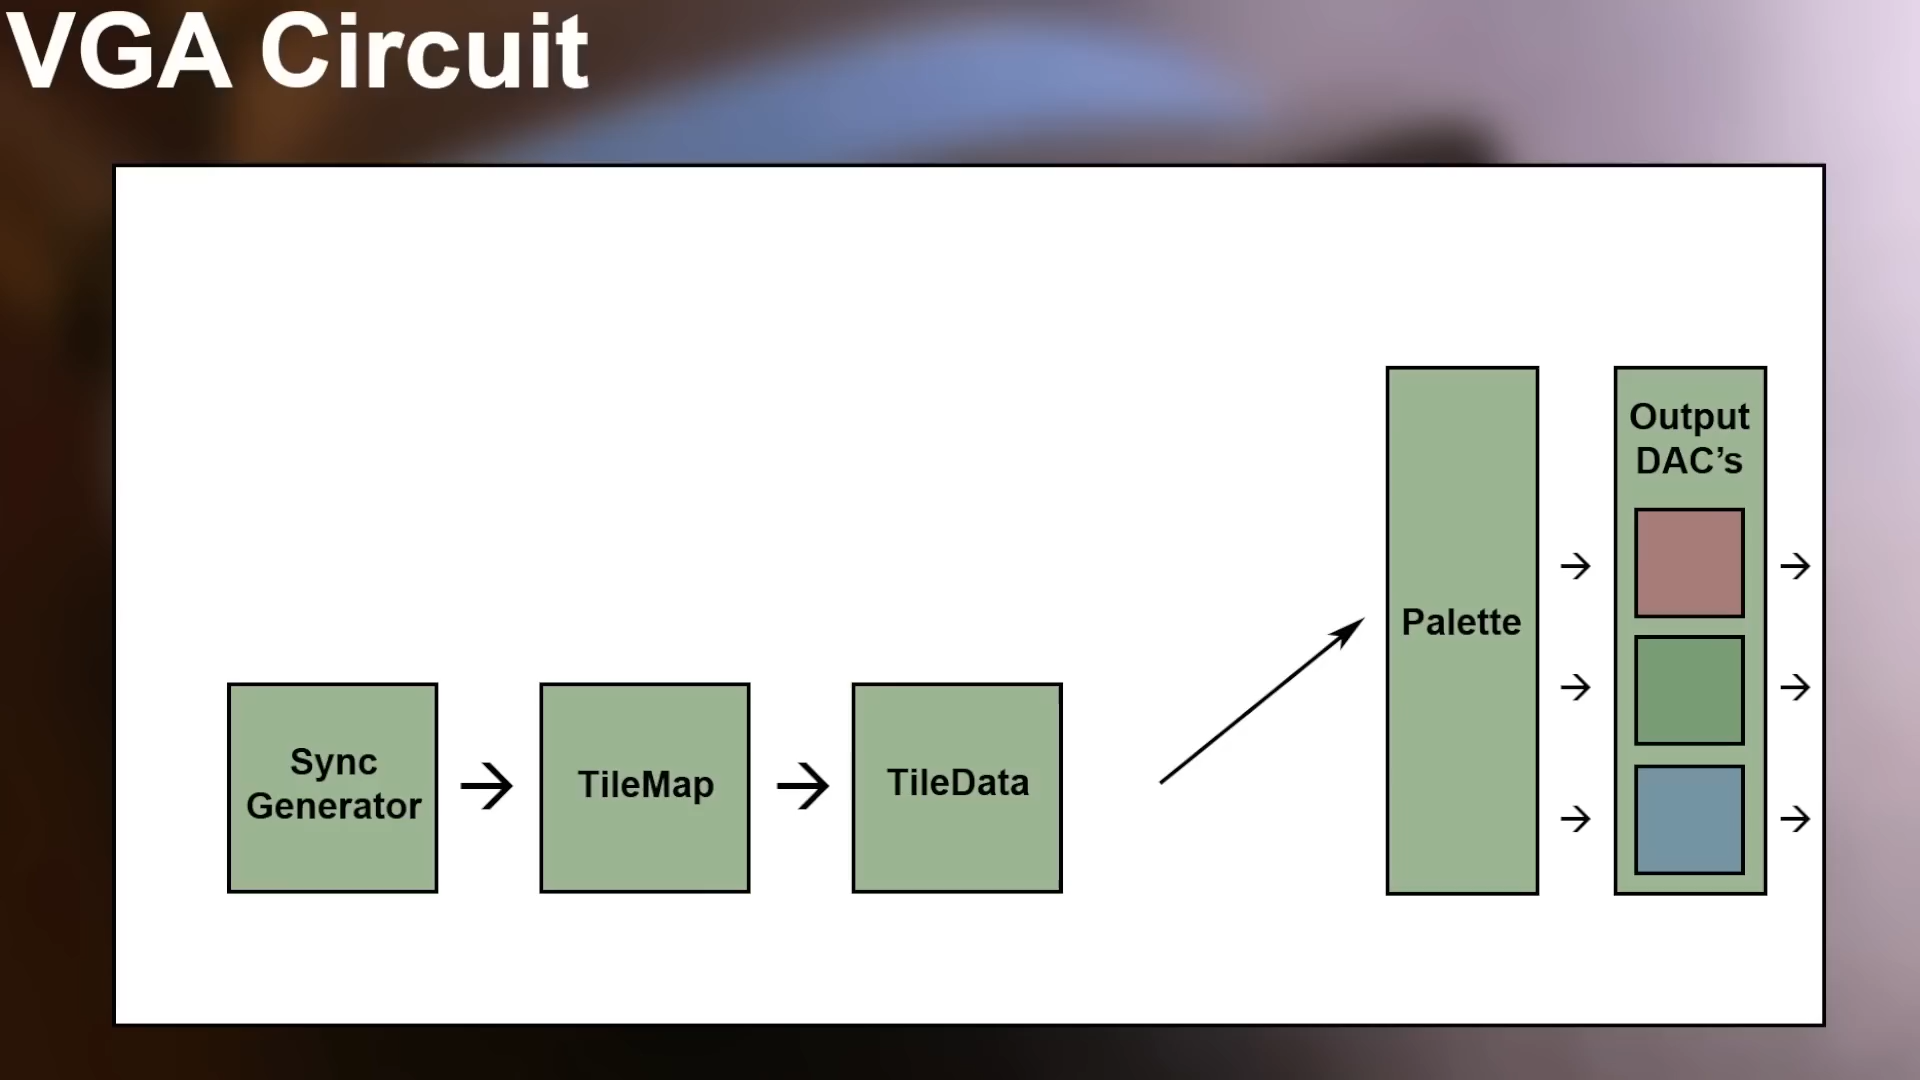 VGA Circuit
Output
DAC’s
Palette
Sync
Generator
TileMap
TileData